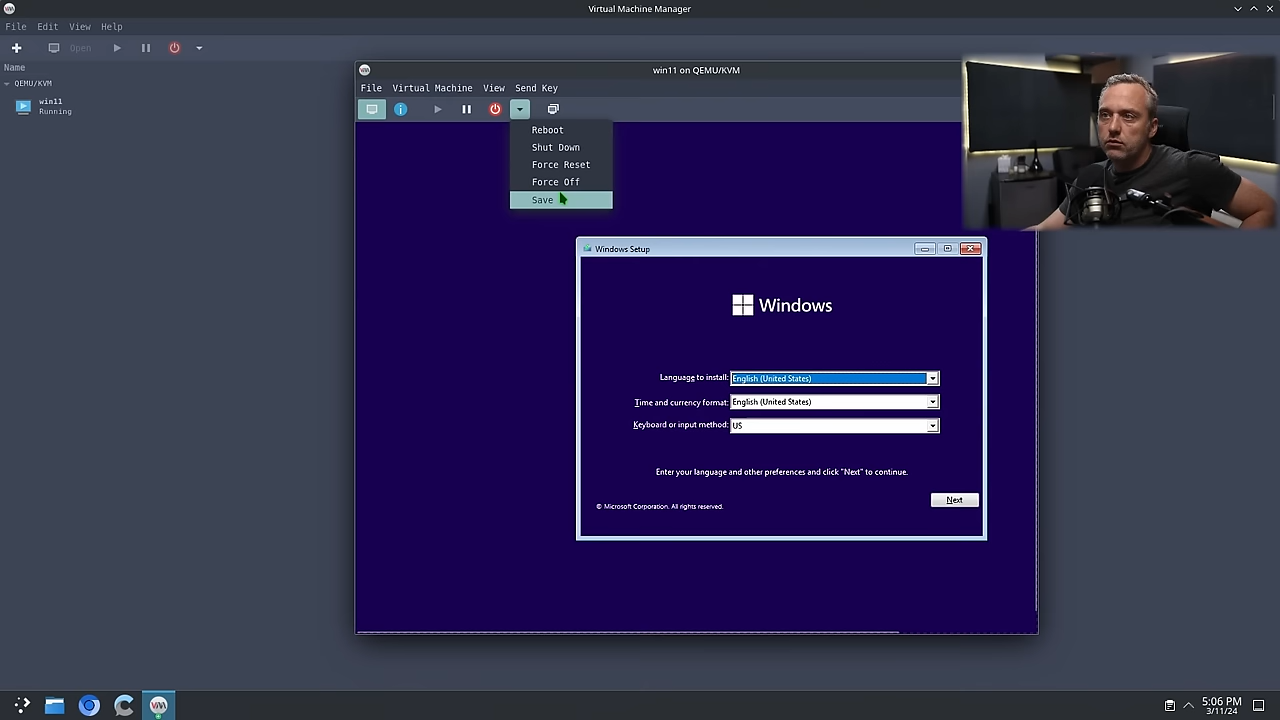 Virtual Machine Manager
File Edit View Help
Open
Name
QEMU/KVM
win11
Running
win11 on QEMU/KVM
File Virtual Machine View Send Key
Reboot
Shut Down
Force Reset
Force Off
Save
Windows Setup
Windows
Language to install: English (United States)
Time and currency format: English (United States)
Keyboard or input method: US
Enter your language and other preferences and click "Next" to continue.
Next
© Microsoft Corporation. All rights reserved.
5:06 PM
3/11/24